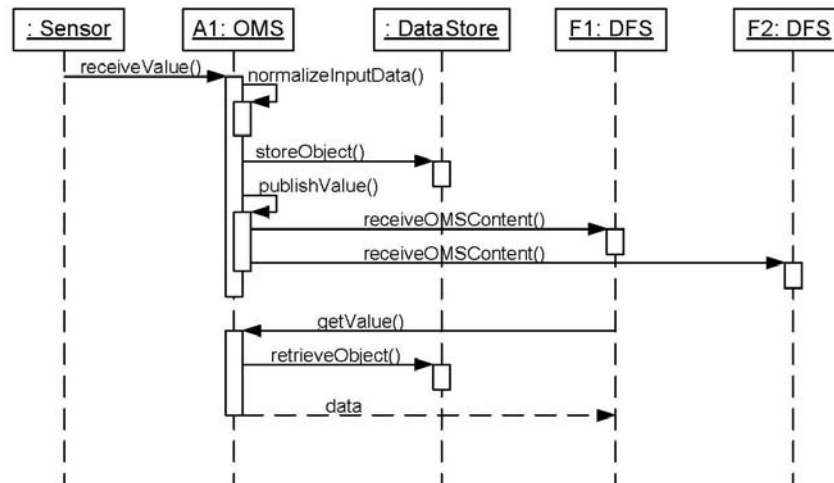 : Sensor
A1: OMS
: DataStore
F1: DFS
F2: DFS
receiveValue()
normalizeInputData()
storeObject()
publishValue()
receiveOMSContent()
receiveOMSContent()
getValue()
retrieveObject()
data